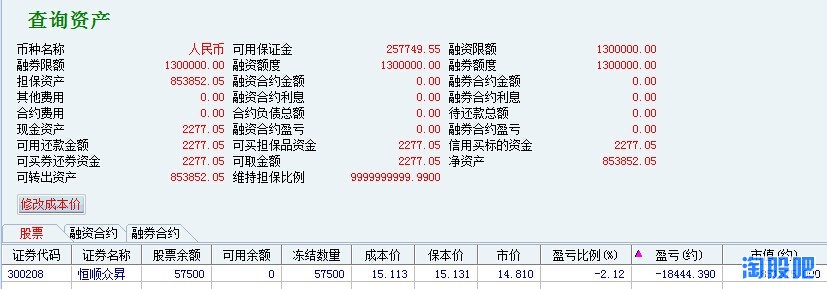 查询资产
币种名称 人民币 可用保证金 257749.55 融资限额 1300000.00
融券限额 1300000.00 融资额度 1300000.00 融券额度 1300000.00
担保资产 853852.05 融资合约金额 0.00 融券合约金额 0.00
其他费用 0.00 融资合约利息 0.00 融券合约利息 0.00
合约费用 0.00 合约负债总额 0.00 待还款总额 0.00
现金资产 2277.05 融资合约盈亏 0.00 融券合约盈亏 0.00
可用还款金额 2277.05 可买担保品资金 2277.05 信用买标的资金 2277.05
可买券还券资金 2277.05 可取金额 2277.05 净资产 853852.05
可转出资产 853852.05 维持担保比例 9999999999.9900
修改成本价
股票 融资合约 融券合约
证券代码 证券名称 股票余额 可用余额 冻结数量 成本价 保本价 市价 盈亏比例(%) 盈亏(约) 市值(约)
300208 恒顺众昇 57500 0 57500 15.113 15.131 14.810 -2.12 -18444.390
淘股吧